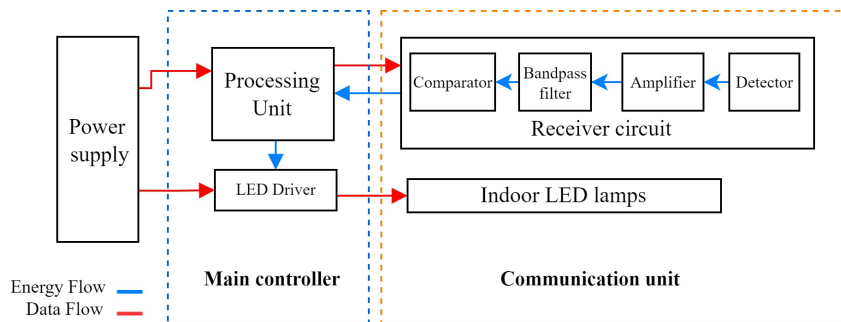 Power
supply
Processing
Unit
LED Driver
Comparator
Bandpass
filter
Amplifier
Detector
Receiver circuit
Indoor LED lamps
Main controller
Communication unit
Energy Flow
Data Flow